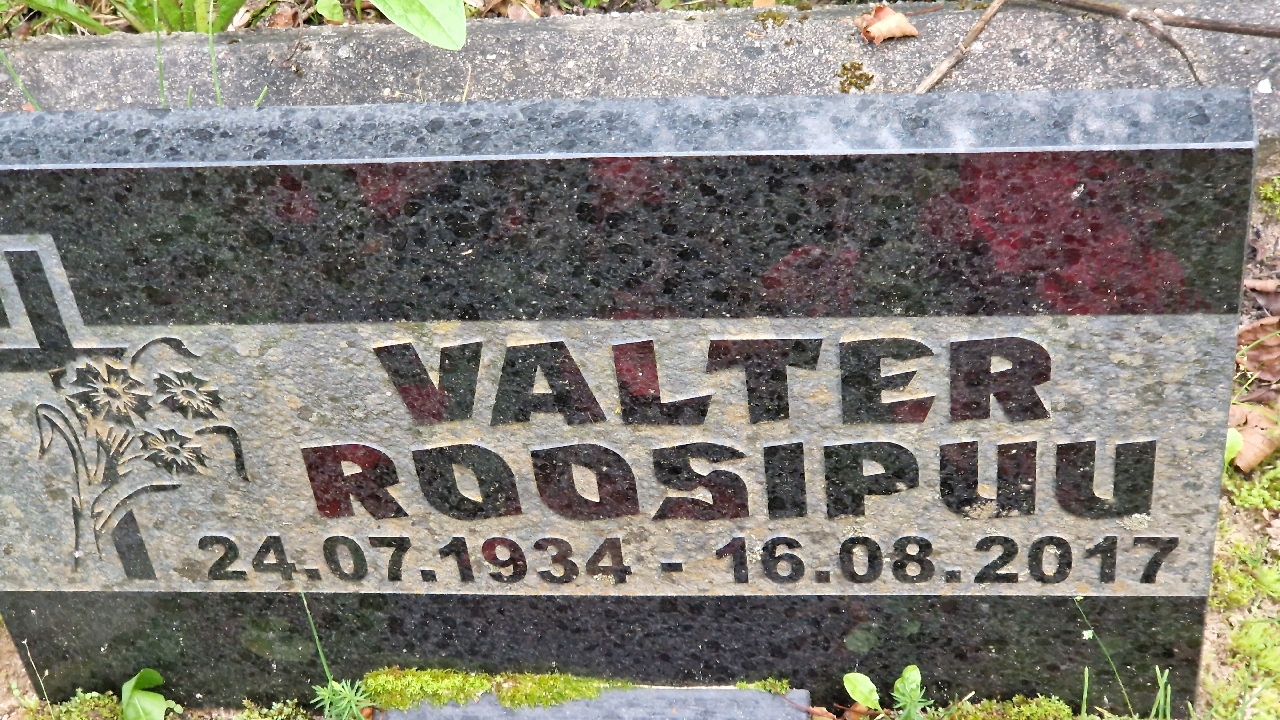 VALTER
ROOSIPUU
24.07.1934 - 16.08.2017